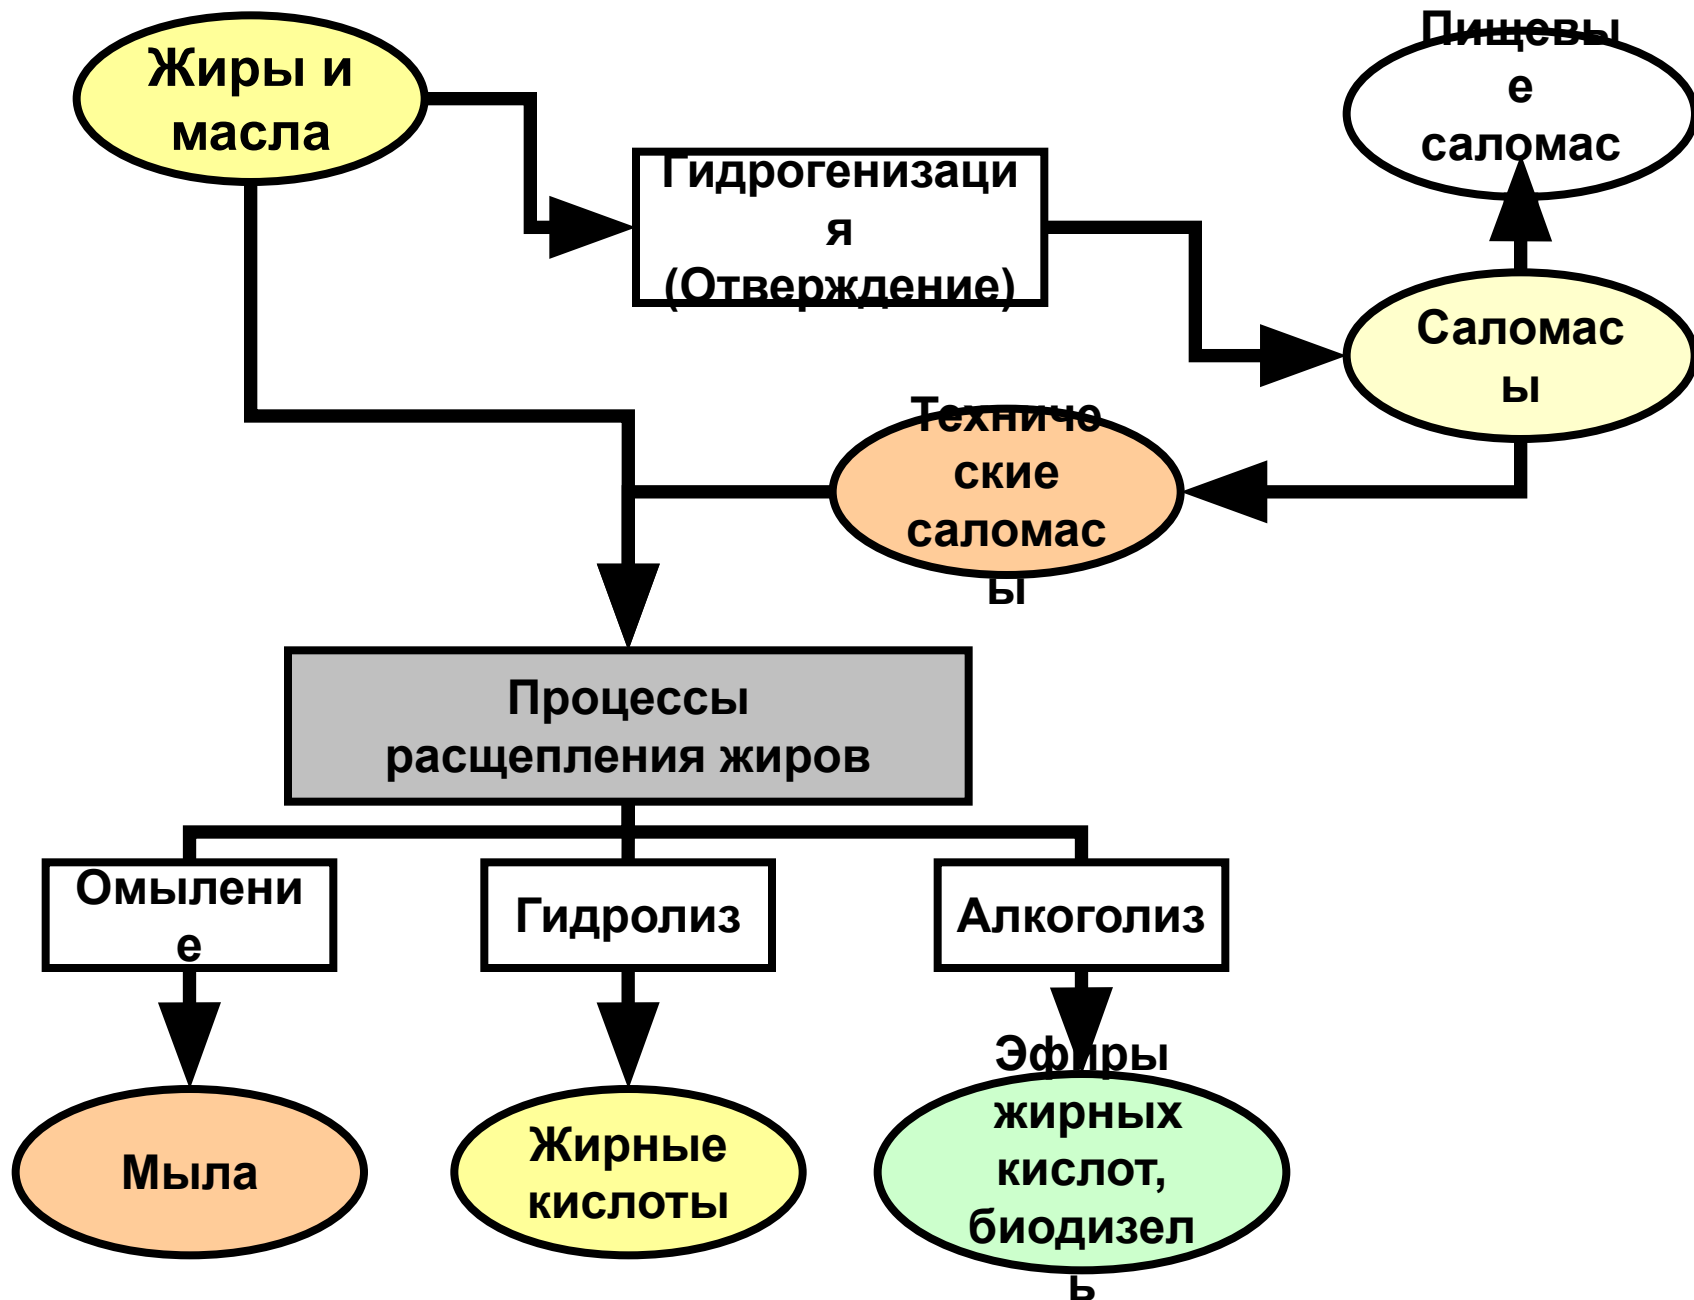 Жиры и
масла
Пищевы
е
саломас
Гидрогенизаци
я
(Отверждение)
Саломас
ы
Техниче
ские
саломас
ы
Процессы
расщепления жиров
Омылени
е
Гидролиз
Алкоголиз
Мыла
Жирные
кислоты
Эфиры
жирных
кислот,
биодизел
ь